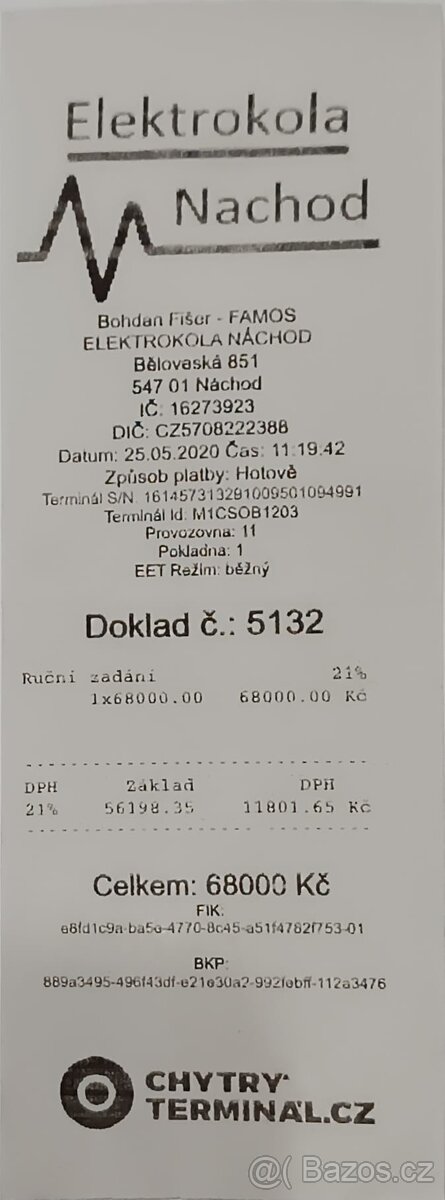 Elektrokola
Nachod
Bohdan Fišer - FAMOS
ELEKTROKOLA NÁCHOD
Běloveská 851
547 01 Náchod
IČ: 16273923
DIČ: CZ5708222388
Datum: 25.05.2020 Čas: 11:19:42
Způsob platby: Hotově
Terminál S/N: 161457313291009501094991
Terminál Id: M1CSOB1203
Provozovna: 11
Pokladna: 1
EET Režim: běžný
Doklad č.: 5132
Ruční zadání 21%
1x68000.00 68000.00 Kč
DPH Základ DPH
21% 56198.35 11801.65 Kč
Celkem: 68000 Kč
FIK:
e8fd1c9a-ba5e-4770-8c45-a51f4782f753-01
BKP:
889a3495-496f43df-e21e30a2-992febff-112a3476
CHYTRÝ
TERMINÁL.CZ
@( Bazos.cz